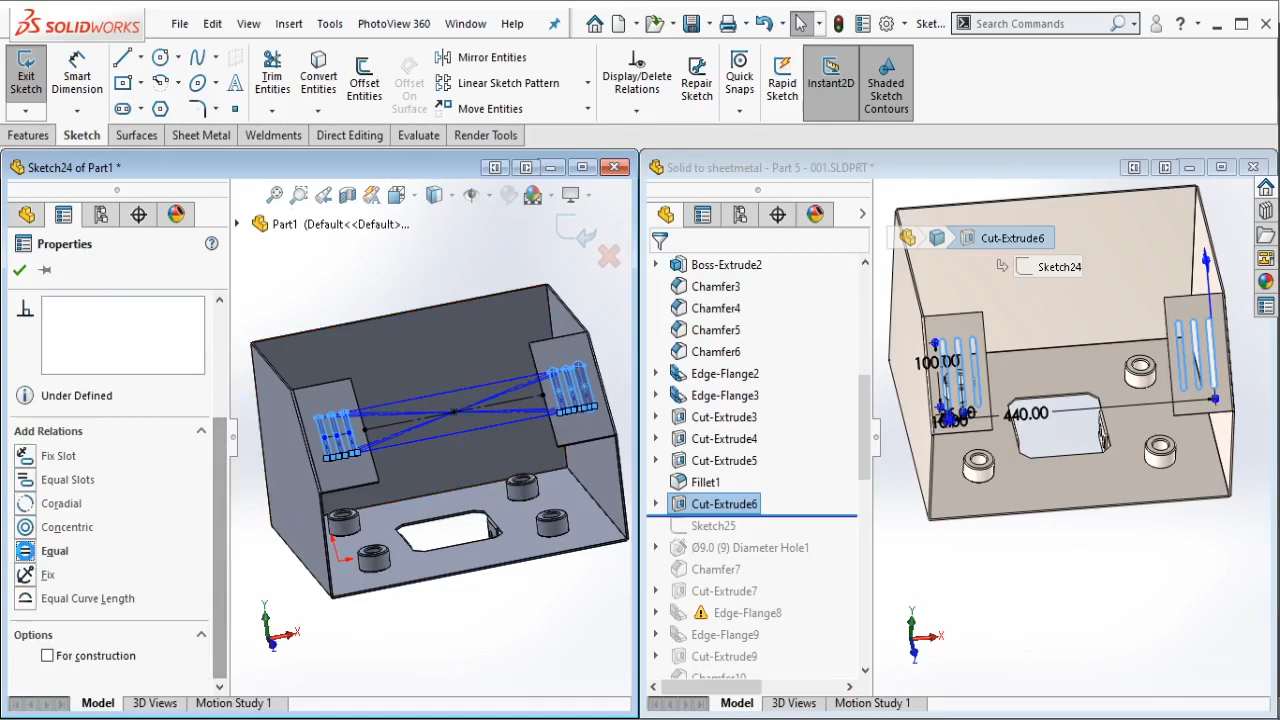 SOLIDWORKS
File Edit View Insert Tools PhotoView 360 Window Help
Sket...
Search Commands
Exit Sketch
Smart Dimension
Trim Entities
Convert Entities
Offset Entities
Offset On Surface
Mirror Entities
Linear Sketch Pattern
Move Entities
Display/Delete Relations
Repair Sketch
Quick Snaps
Rapid Sketch
Instant2D
Shaded Sketch Contours
Features Sketch Surfaces Sheet Metal Weldments Direct Editing Evaluate Render Tools
Sketch24 of Part1 *
Part1 (Default<<Default>...
Properties
Under Defined
Add Relations
Fix Slot
Equal Slots
Coradial
Concentric
Equal
Fix
Equal Curve Length
Options
For construction
Y
X
Z
Model 3D Views Motion Study 1
Solid to sheetmetal - Part 5 - 001.SLDPRT *
Boss-Extrude2
Chamfer3
Chamfer4
Chamfer5
Chamfer6
Edge-Flange2
Edge-Flange3
Cut-Extrude3
Cut-Extrude4
Cut-Extrude5
Fillet1
Cut-Extrude6
Sketch25
Ø9.0 (9) Diameter Hole1
Chamfer7
Cut-Extrude7
Edge-Flange8
Edge-Flange9
Cut-Extrude9
Chamfer10
Cut-Extrude6
Sketch24
100.00
440.00
Y
X
Z
Model 3D Views Motion Study 1